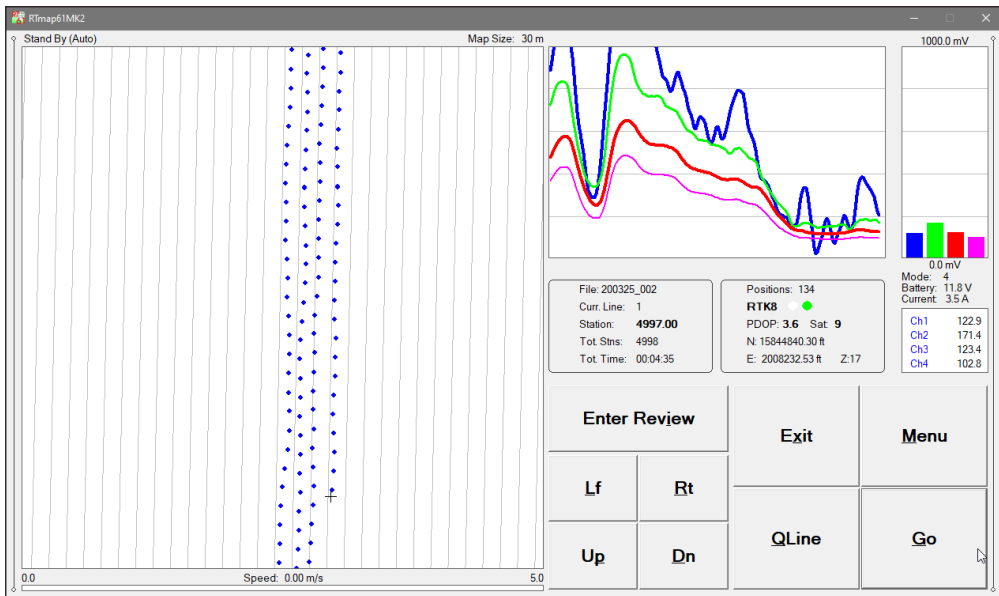 RTmap61MK2
Stand By (Auto)
Map Size: 30 m
1000.0 mV
0.0 mV
Mode: 4
Battery: 11.8 V
Current: 3.5 A
File: 200325_002
Curr. Line: 1
Station: 4997.00
Tot. Stns: 4998
Tot. Time: 00:04:35
Positions: 134
RTK8
PDOP: 3.6 Sat: 9
N: 15844840.30 ft
E: 2008232.53 ft Z:17
Ch1 122.9
Ch2 171.4
Ch3 123.4
Ch4 102.8
Enter Review
Exit
Menu
Lf
Rt
QLine
Go
Up
Dn
0.0
Speed: 0.00 m/s
5.0